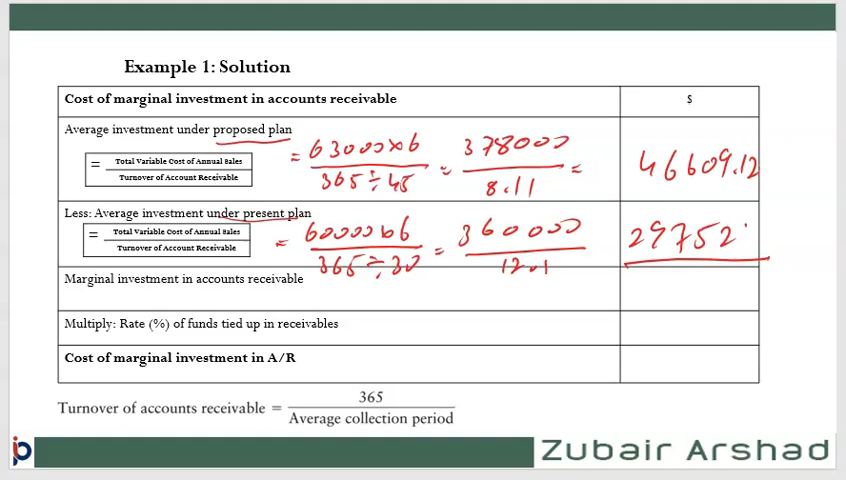 Example 1: Solution
Cost of marginal investment in accounts receivable $
Average investment under proposed plan
= Total Variable Cost of Annual Sales
Turnover of Account Receivable
= 63000×6 = 378000 = 46609.12
365÷45 8.11
Less: Average investment under present plan
= Total Variable Cost of Annual Sales
Turnover of Account Receivable
= 60000×6 = 360000 29752
365÷30 12.1
Marginal investment in accounts receivable
Multiply: Rate (%) of funds tied up in receivables
Cost of marginal investment in A/R
Turnover of accounts receivable = 365
Average collection period
Zubair Arshad